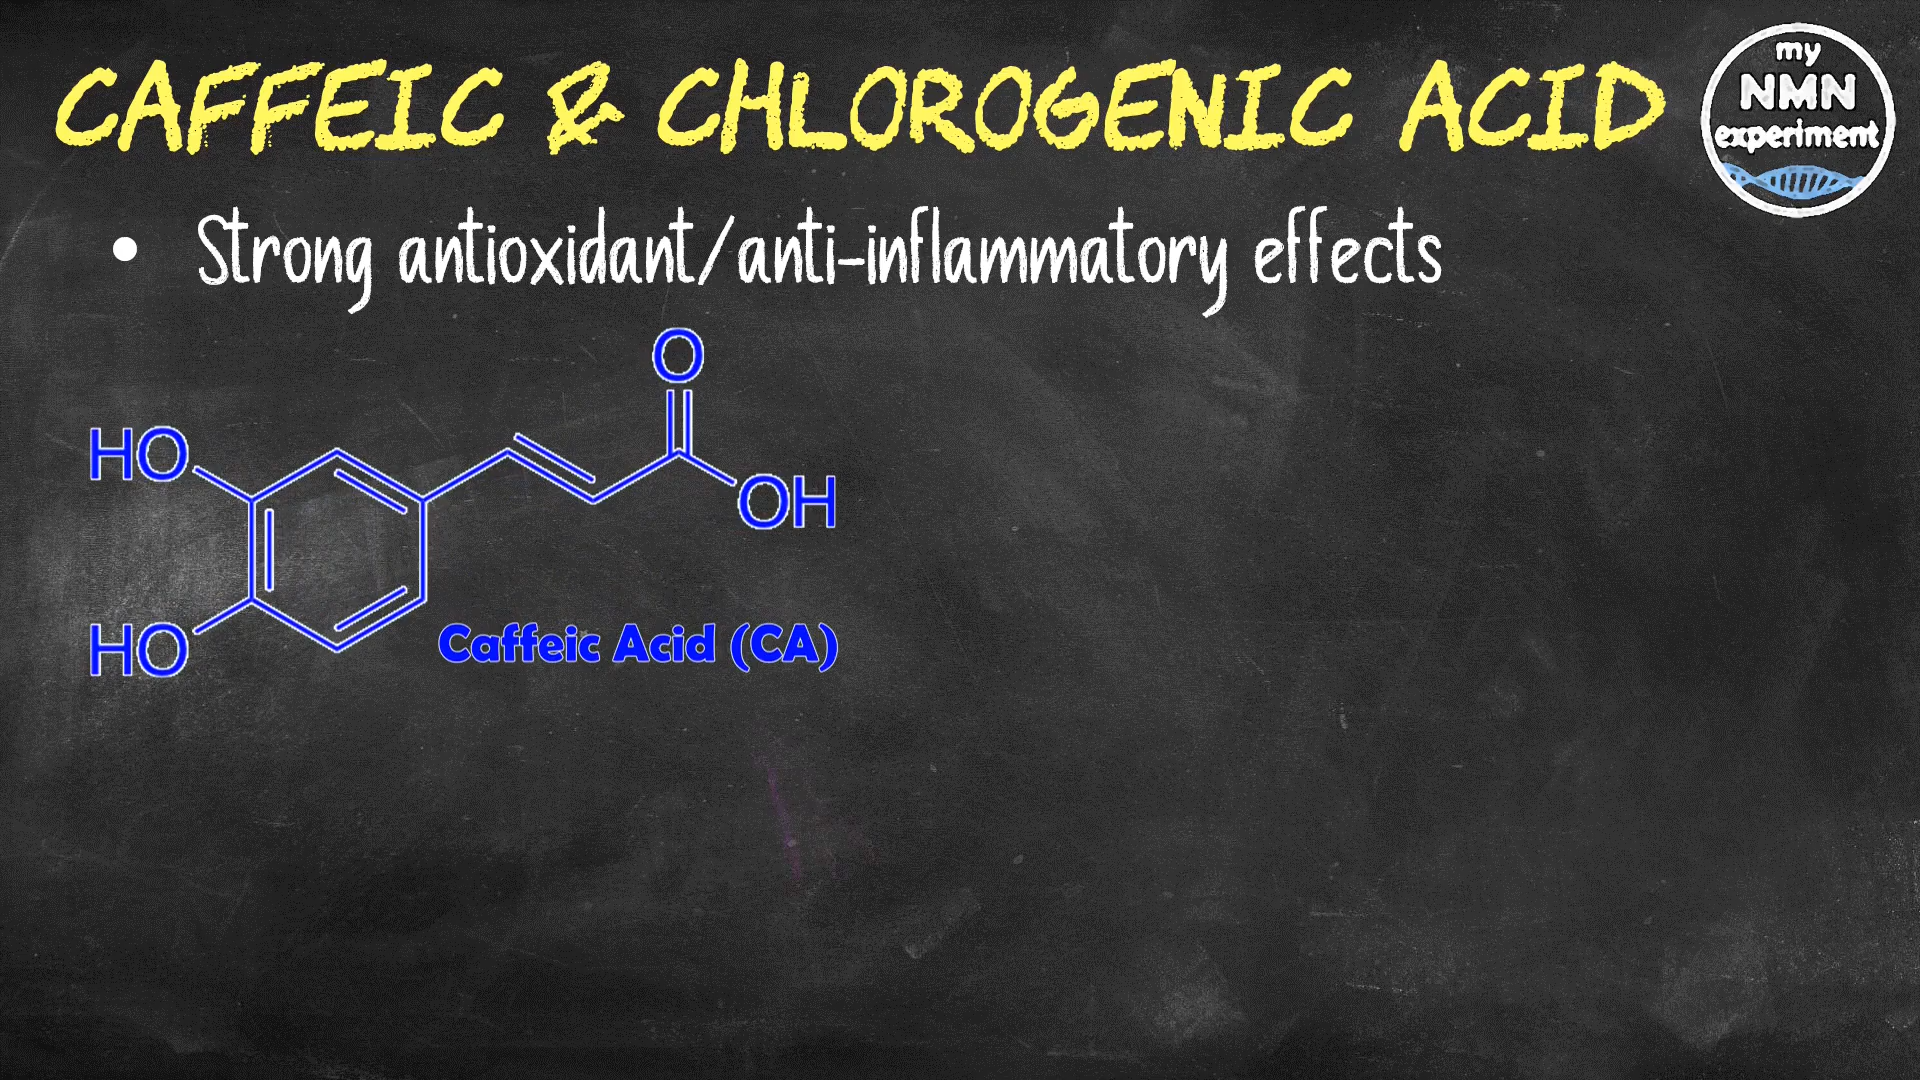 CAFFEIC & CHLOROGENIC ACID
my
NMN
experiment
• Strong antioxidant/anti-inflammatory effects
O
HO
OH
HO
Caffeic Acid (CA)